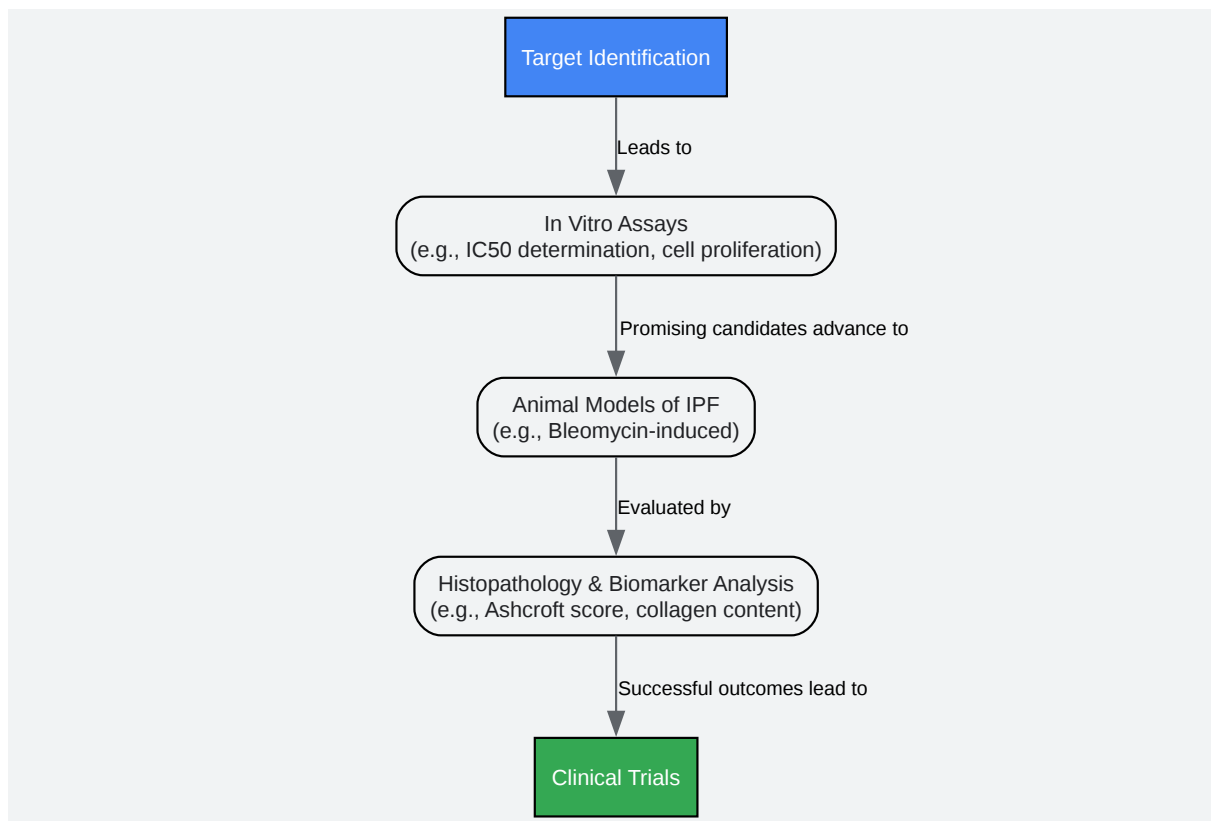 Target Identification
Leads to
In Vitro Assays
(e.g., IC50 determination, cell proliferation)
Promising candidates advance to
Animal Models of IPF
(e.g., Bleomycin-induced)
Evaluated by
Histopathology & Biomarker Analysis
(e.g., Ashcroft score, collagen content)
Successful outcomes lead to
Clinical Trials